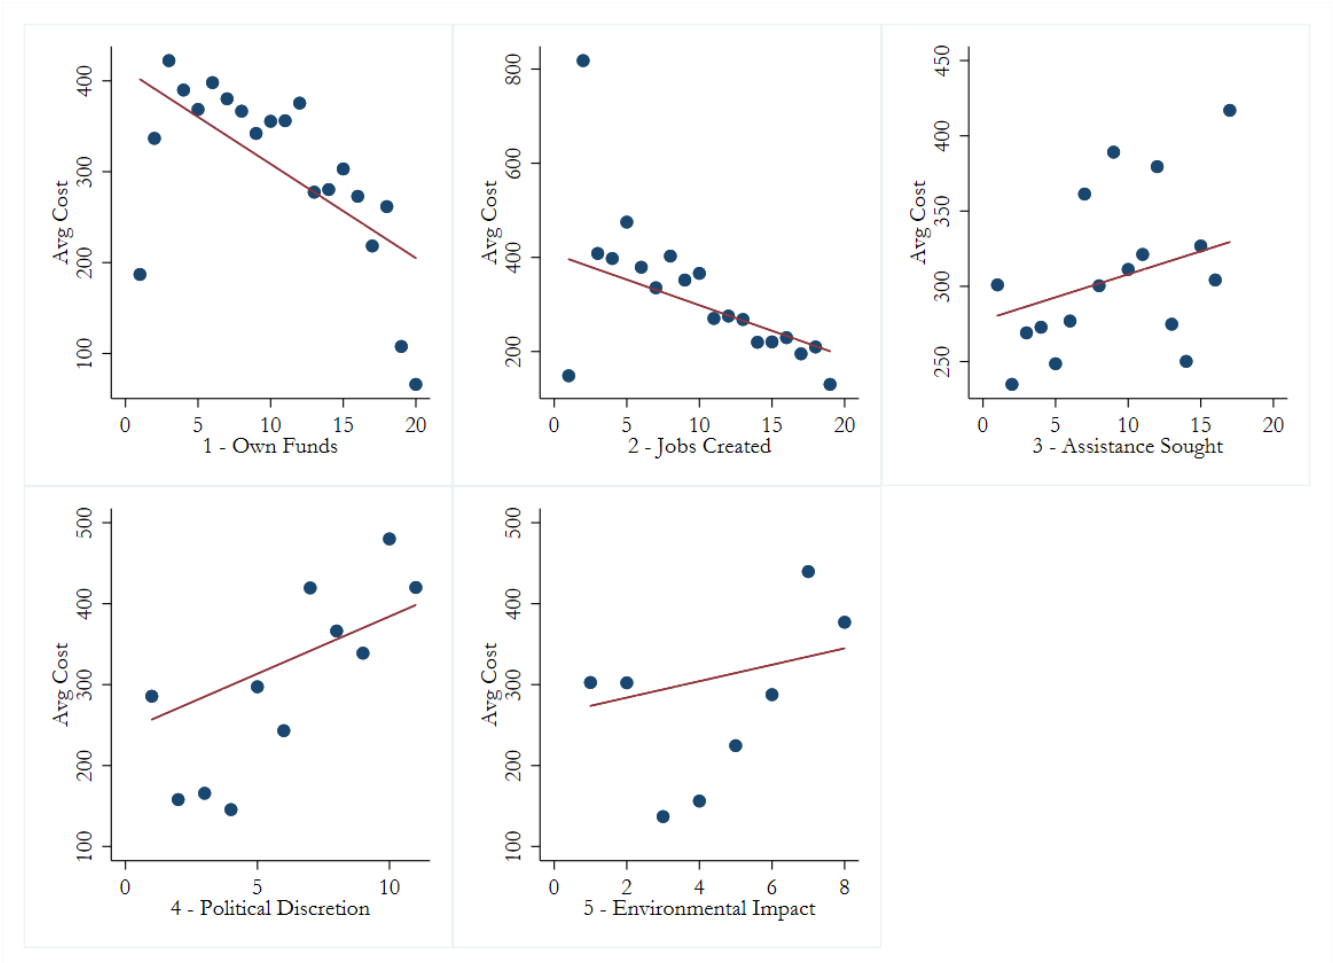 400
300
200
100
Avg Cost
0 5 10 15 20
1 - Own Funds
800
600
400
200
Avg Cost
0 5 10 15 20
2 - Jobs Created
450
400
350
300
250
Avg Cost
0 5 10 15 20
3 - Assistance Sought
500
400
300
200
100
Avg Cost
0 5 10
4 - Political Discretion
500
400
300
200
100
Avg Cost
0 2 4 6 8
5 - Environmental Impact